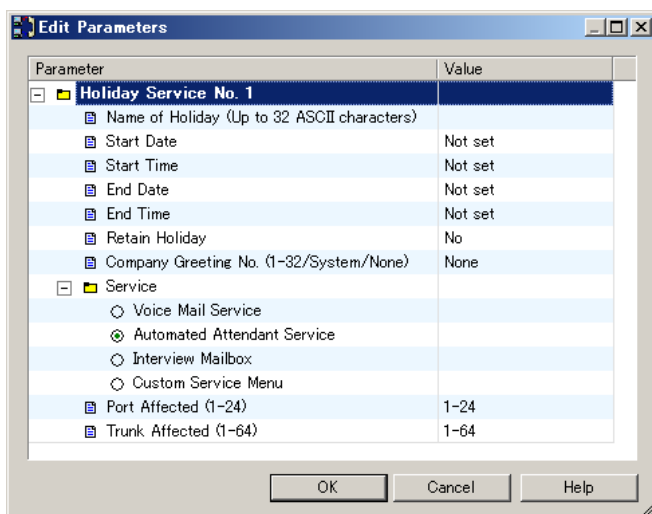 Edit Parameters
Parameter Value
Holiday Service No. 1
Name of Holiday (Up to 32 ASCII characters)
Start Date Not set
Start Time Not set
End Date Not set
End Time Not set
Retain Holiday No
Company Greeting No. (1-32/System/None) None
Service
Voice Mail Service
Automated Attendant Service
Interview Mailbox
Custom Service Menu
Port Affected (1-24) 1-24
Trunk Affected (1-64) 1-64
OK Cancel Help